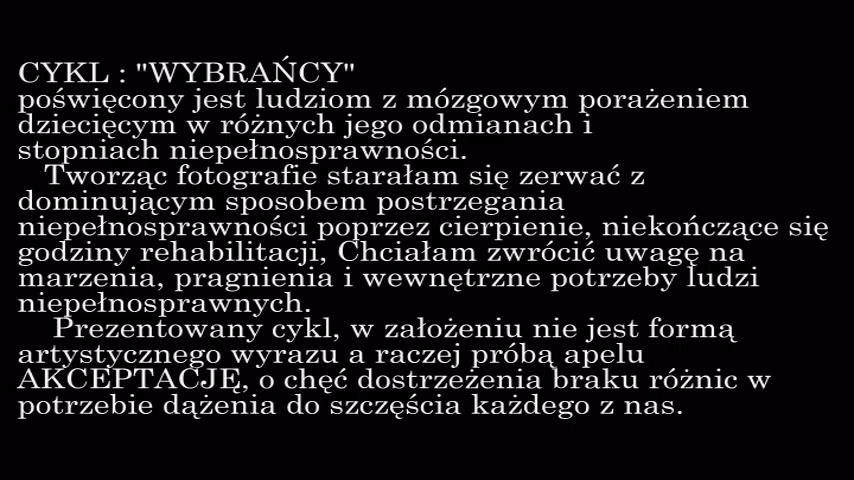 CYKL : "WYBRAŃCY"
poświęcony jest ludziom z mózgowym porażeniem
dziecięcym w różnych jego odmianach i
stopniach niepełnosprawności.
Tworząc fotografie starałam się zerwać z
dominującym sposobem postrzegania
niepełnosprawności poprzez cierpienie, niekończące się
godziny rehabilitacji, Chciałam zwrócić uwagę na
marzenia, pragnienia i wewnętrzne potrzeby ludzi
niepełnosprawnych.
Prezentowany cykl, w założeniu nie jest formą
artystycznego wyrazu a raczej próbą apelu
AKCEPTACJĘ, o chęć dostrzeżenia braku różnic w
potrzebie dążenia do szczęścia każdego z nas.